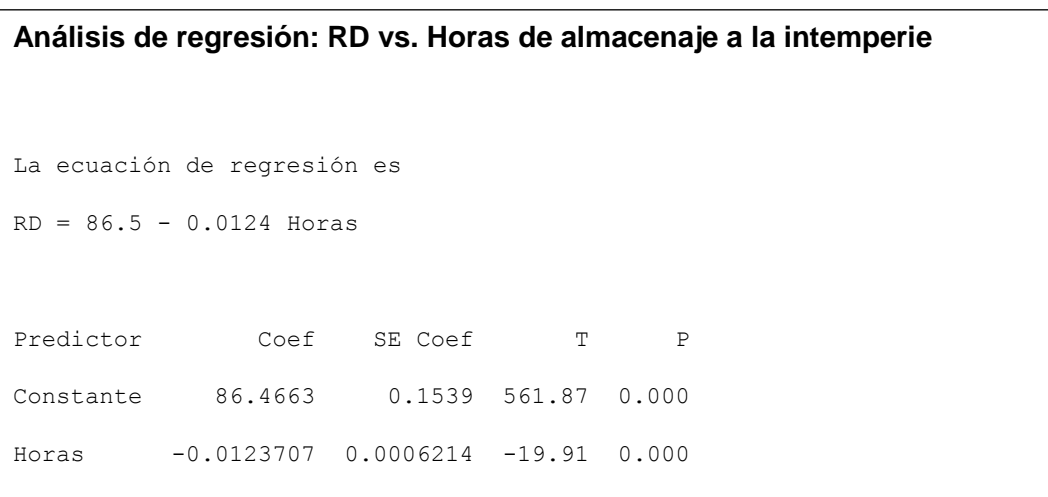 Análisis de regresión: RD vs. Horas de almacenaje a la intemperie
La ecuación de regresión es
RD = 86.5 - 0.0124 Horas
Predictor Coef SE Coef T P
Constante 86.4663 0.1539 561.87 0.000
Horas -0.0123707 0.0006214 -19.91 0.000